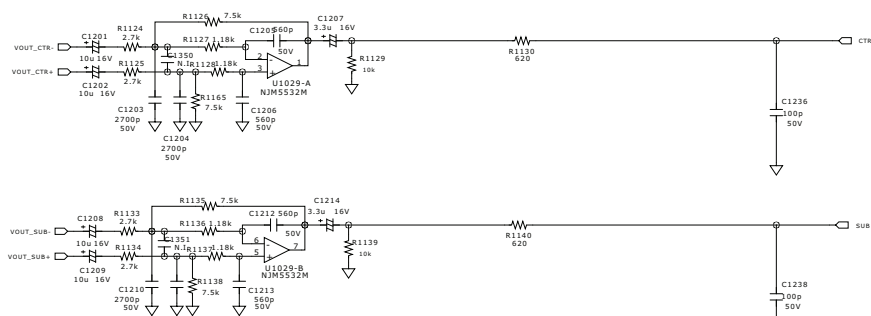 R1126 7.5k
C1207
3.3u 16V
R1124
2.7k
C1205 560p
50V
C1201
10u 16V
R1127 1.18k
VOUT_CTR-
CTR
C1350
N.I.
R1128 1.18k
2
-
1
3
+
R1125
2.7k
VOUT_CTR+
R1129
10k
R1130
620
U1029-A
NJM5532M
C1202
10u 16V
R1165
7.5k
C1203
2700p
50V
C1206
560p
50V
C1204
2700p
50V
C1236
100p
50V
R1135 7.5k
C1214
3.3u 16V
R1133
2.7k
C1212 560p
50V
C1208
10u 16V
R1136 1.18k
VOUT_SUB-
SUB
C1351
N.I.
R1137 1.18k
6
-
7
5
+
R1134
2.7k
VOUT_SUB+
R1139
10k
R1140
620
U1029-B
NJM5532M
C1209
10u 16V
R1138
7.5k
C1210
2700p
50V
C1213
560p
50V
C1238
100p
50V